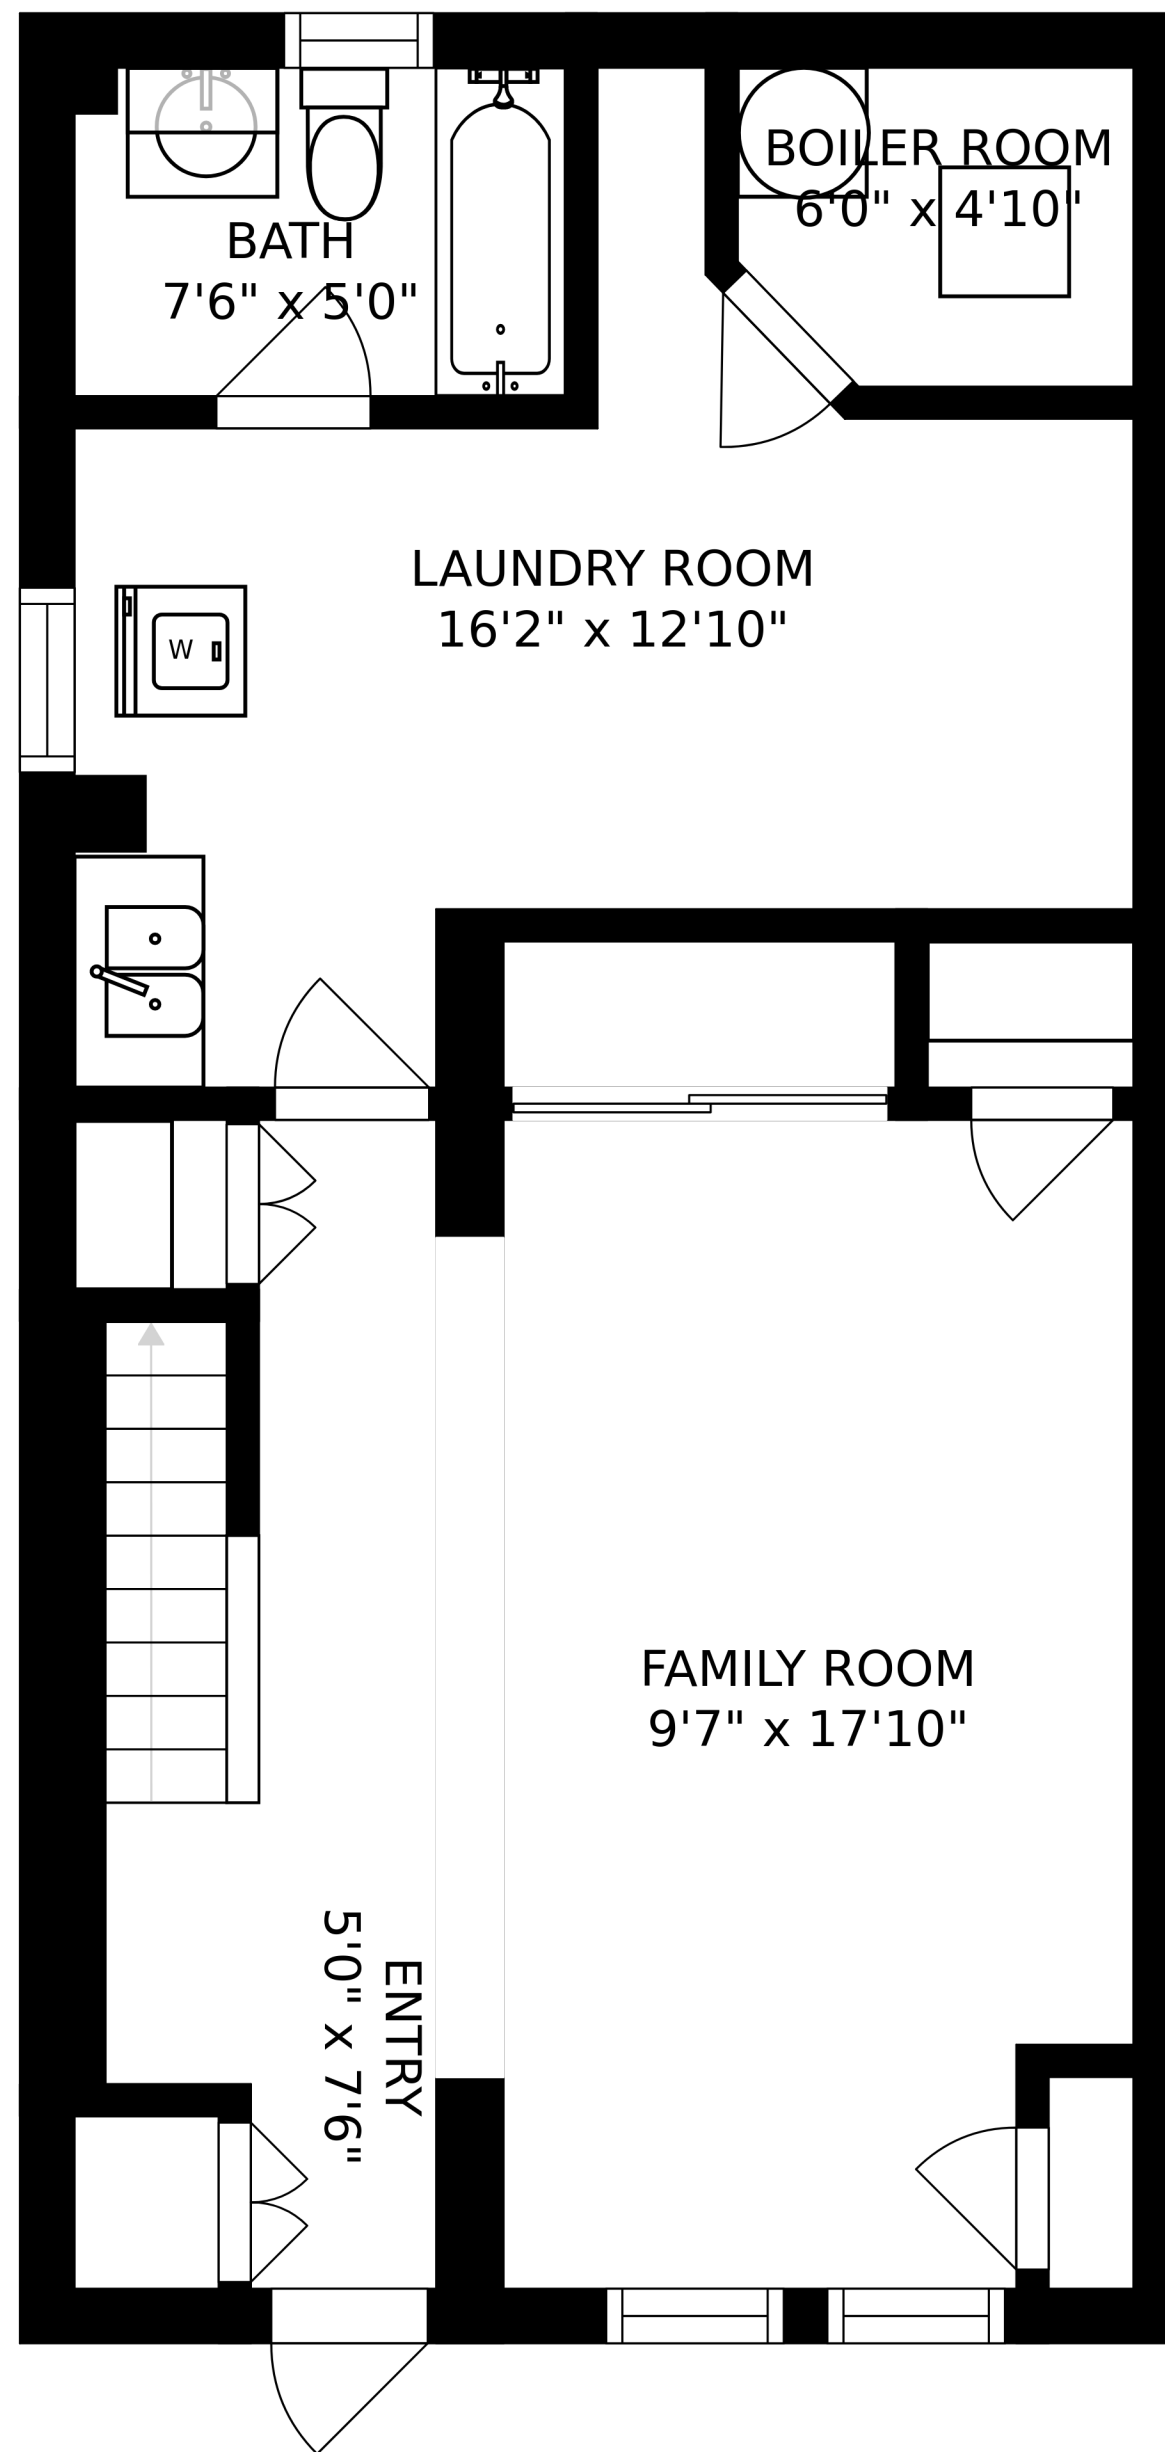 BATH
7'6" x 5'0"
BOILER ROOM
6'0" x 4'10"
LAUNDRY ROOM
16'2" x 12'10"
W
FAMILY ROOM
9'7" x 17'10"
ENTRY
5'0" x 7'6"